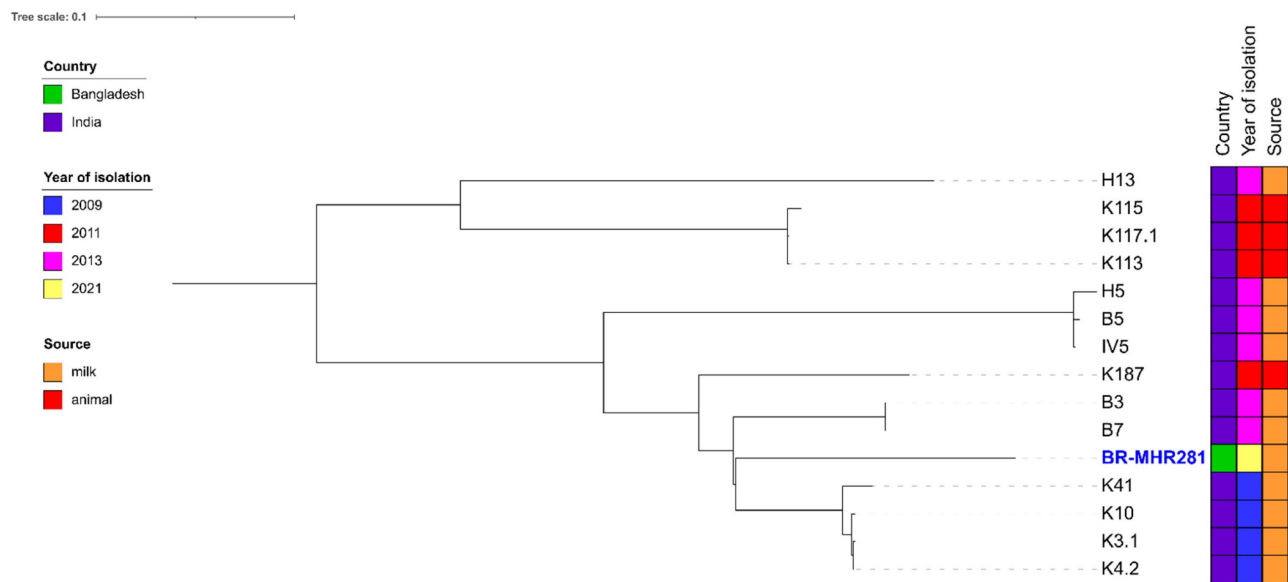 Tree scale: 0.1
Country
Bangladesh
India
Year of isolation
2009
2011
2013
2021
Source
milk
animal
Country
Year of isolation
Source
H13
K115
K117.1
K113
H5
B5
IV5
K187
B3
B7
BR-MHR281
K41
K10
K3.1
K4.2